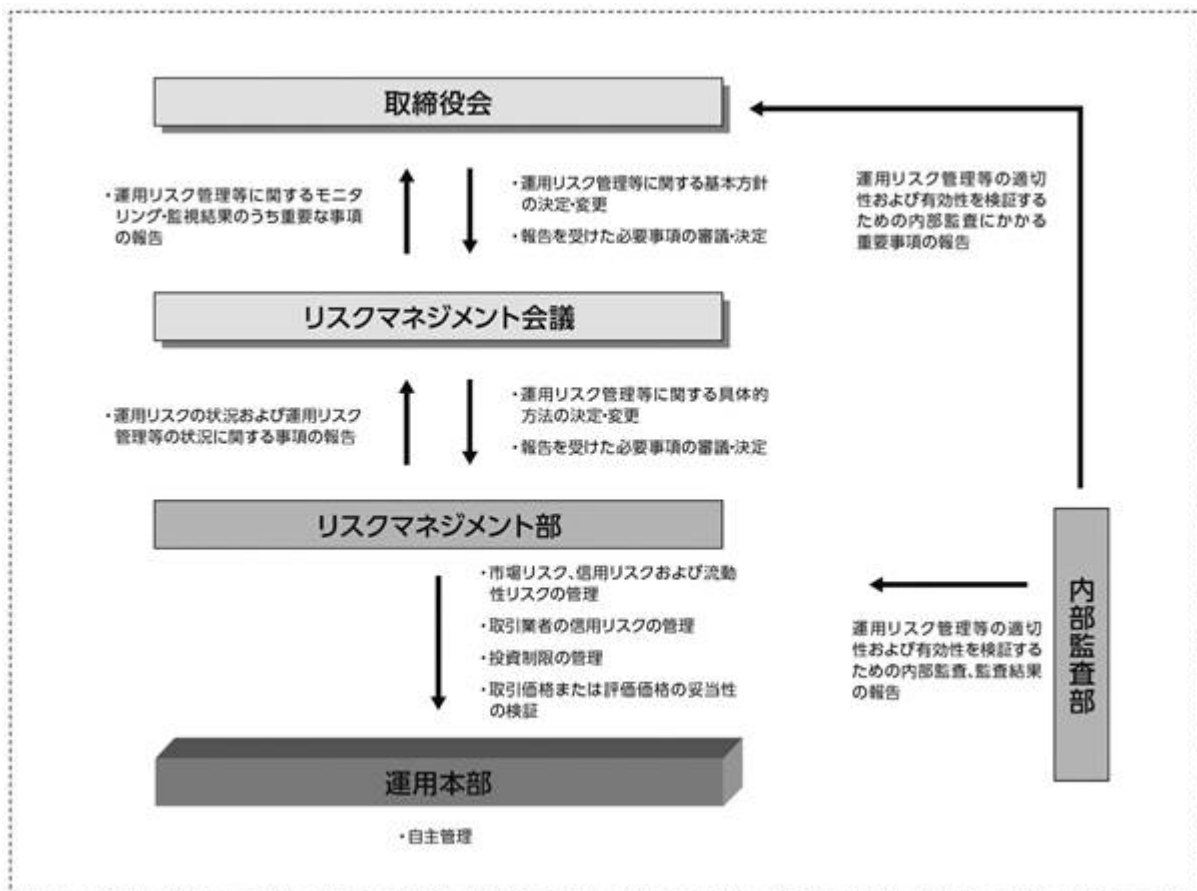 取締役会
・運用リスク管理等に関するモニタ
リング・監視結果のうち重要な事項
の報告
・運用リスク管理等に関する基本方針
の決定・変更
・報告を受けた必要事項の審議・決定
運用リスク管理等の適切
性および有効性を検証する
ための内部監査にかかる
重要事項の報告
リスクマネジメント会議
・運用リスクの状況および運用リスク
管理等の状況に関する事項の報告
・運用リスク管理等に関する具体的
方法の決定・変更
・報告を受けた必要事項の審議・決定
リスクマネジメント部
・市場リスク、信用リスクおよび流動
性リスクの管理
・取引業者の信用リスクの管理
・投資制限の管理
・取引価格または評価価格の妥当性
の検証
運用リスク管理等の適切
性および有効性を検証する
ための内部監査、監査結果
の報告
内部監査部
運用本部
・自主管理